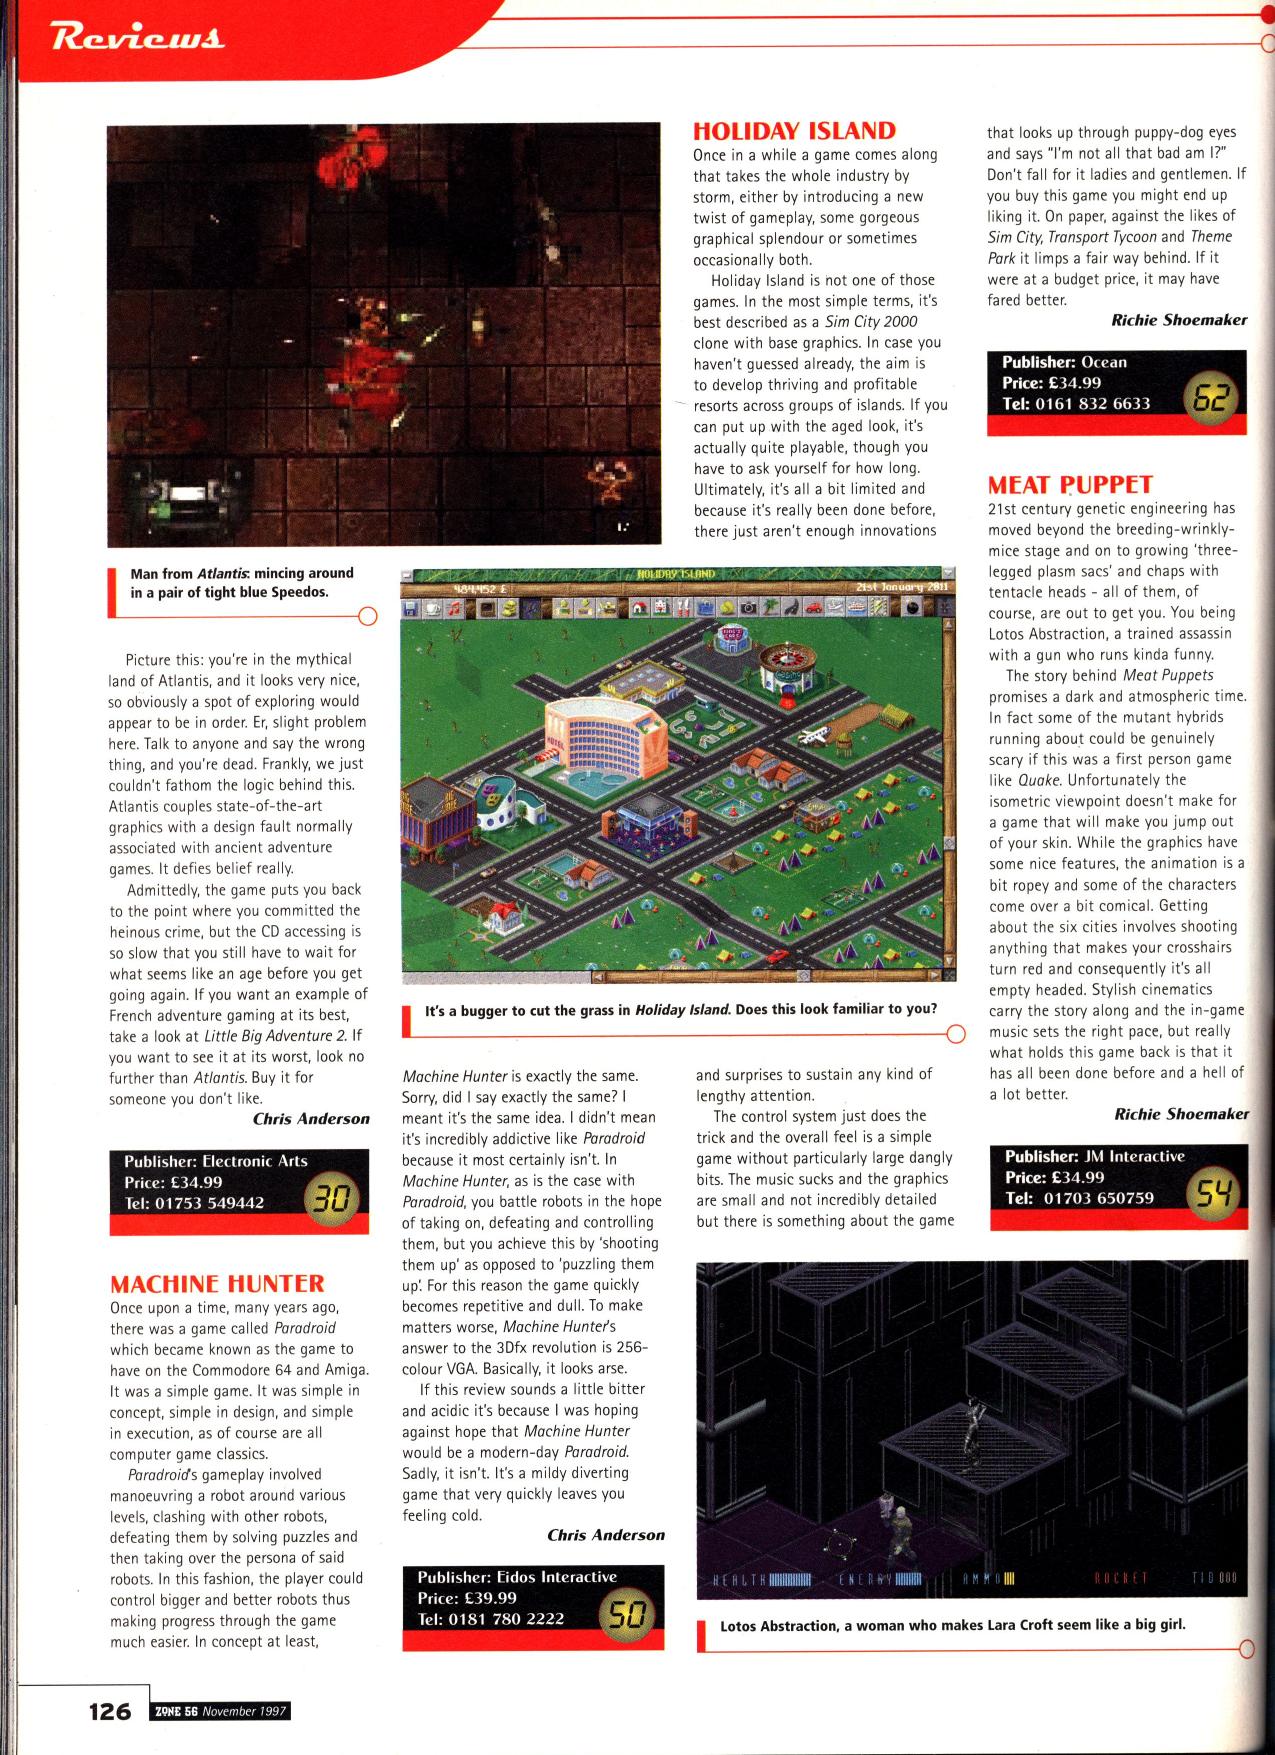 Reviews
Man from Atlantis: mincing around
in a pair of tight blue Speedos.
Picture this: you're in the mythical
land of Atlantis, and it looks very nice,
so obviously a spot of exploring would
appear to be in order. Er, slight problem
here. Talk to anyone and say the wrong
thing, and you're dead. Frankly, we just
couldn't fathom the logic behind this.
Atlantis couples state-of-the-art
graphics with a design fault normally
associated with ancient adventure
games. It defies belief really.
Admittedly, the game puts you back
to the point where you committed the
heinous crime, but the CD accessing is
so slow that you still have to wait for
what seems like an age before you get
going again. If you want an example of
French adventure gaming at its best,
take a look at Little Big Adventure 2. If
you want to see it at its worst, look no
further than Atlantis. Buy it for
someone you don't like.
Chris Anderson
Publisher: Electronic Arts
Price: £34.99
Tel: 01753 549442
30
MACHINE HUNTER
Once upon a time, many years ago,
there was a game called Paradroid
which became known as the game to
have on the Commodore 64 and Amiga.
It was a simple game. It was simple in
concept, simple in design, and simple
in execution, as of course are all
computer game classics.
Paradroid's gameplay involved
manoeuvring a robot around various
levels, clashing with other robots,
defeating them by solving puzzles and
then taking over the persona of said
robots. In this fashion, the player could
control bigger and better robots thus
making progress through the game
much easier. In concept at least,
Machine Hunter is exactly the same.
Sorry, did I say exactly the same? I
meant it's the same idea. I didn't mean
it's incredibly addictive like Paradroid
because it most certainly isn't. In
Machine Hunter, as is the case with
Paradroid, you battle robots in the hope
of taking on, defeating and controlling
them, but you achieve this by 'shooting
them up' as opposed to 'puzzling them
up'. For this reason the game quickly
becomes repetitive and dull. To make
matters worse, Machine Hunter's
answer to the 3Dfx revolution is 256-
colour VGA. Basically, it looks arse.
If this review sounds a little bitter
and acidic it's because I was hoping
against hope that Machine Hunter
would be a modern-day Paradroid.
Sadly, it isn't. It's a mildy diverting
game that very quickly leaves you
feeling cold.
Chris Anderson
Publisher: Eidos Interactive
Price: £39.99
Tel: 0181 780 2222
50
HOLIDAY ISLAND
Once in a while a game comes along
that takes the whole industry by
storm, either by introducing a new
twist of gameplay, some gorgeous
graphical splendour or sometimes
occasionally both.
Holiday Island is not one of those
games. In the most simple terms, it's
best described as a Sim City 2000
clone with base graphics. In case you
haven't guessed already, the aim is
to develop thriving and profitable
resorts across groups of islands. If you
can put up with the aged look, it's
actually quite playable, though you
have to ask yourself for how long.
Ultimately, it's all a bit limited and
because it's really been done before,
there just aren't enough innovations
HOLIDAY ISLAND
484,452 £
21st January 2011
HOTEL
It's a bugger to cut the grass in Holiday Island. Does this look familiar to you?
and surprises to sustain any kind of
lengthy attention.
The control system just does the
trick and the overall feel is a simple
game without particularly large dangly
bits. The music sucks and the graphics
are small and not incredibly detailed
but there is something about the game
that looks up through puppy-dog eyes
and says "I'm not all that bad am I?"
Don't fall for it ladies and gentlemen. If
you buy this game you might end up
liking it. On paper, against the likes of
Sim City, Transport Tycoon and Theme
Park it limps a fair way behind. If it
were at a budget price, it may have
fared better.
Richie Shoemaker
Publisher: Ocean
Price: £34.99
Tel: 0161 832 6633
62
MEAT PUPPET
21st century genetic engineering has
moved beyond the breeding-wrinkly-
mice stage and on to growing 'three-
legged plasm sacs' and chaps with
tentacle heads - all of them, of
course, are out to get you. You being
Lotos Abstraction, a trained assassin
with a gun who runs kinda funny.
The story behind Meat Puppets
promises a dark and atmospheric time.
In fact some of the mutant hybrids
running about could be genuinely
scary if this was a first person game
like Quake. Unfortunately the
isometric viewpoint doesn't make for
a game that will make you jump out
of your skin. While the graphics have
some nice features, the animation is a
bit ropey and some of the characters
come over a bit comical. Getting
about the six cities involves shooting
anything that makes your crosshairs
turn red and consequently it's all
empty headed. Stylish cinematics
carry the story along and the in-game
music sets the right pace, but really
what holds this game back is that it
has all been done before and a hell of
a lot better.
Richie Shoemaker
Publisher: JM Interactive
Price: £34.99
Tel: 01703 650759
54
HEALTH ENERGY AMMO ROCKET
Lotos Abstraction, a woman who makes Lara Croft seem like a big girl.
126 ZONE 56 November 1997